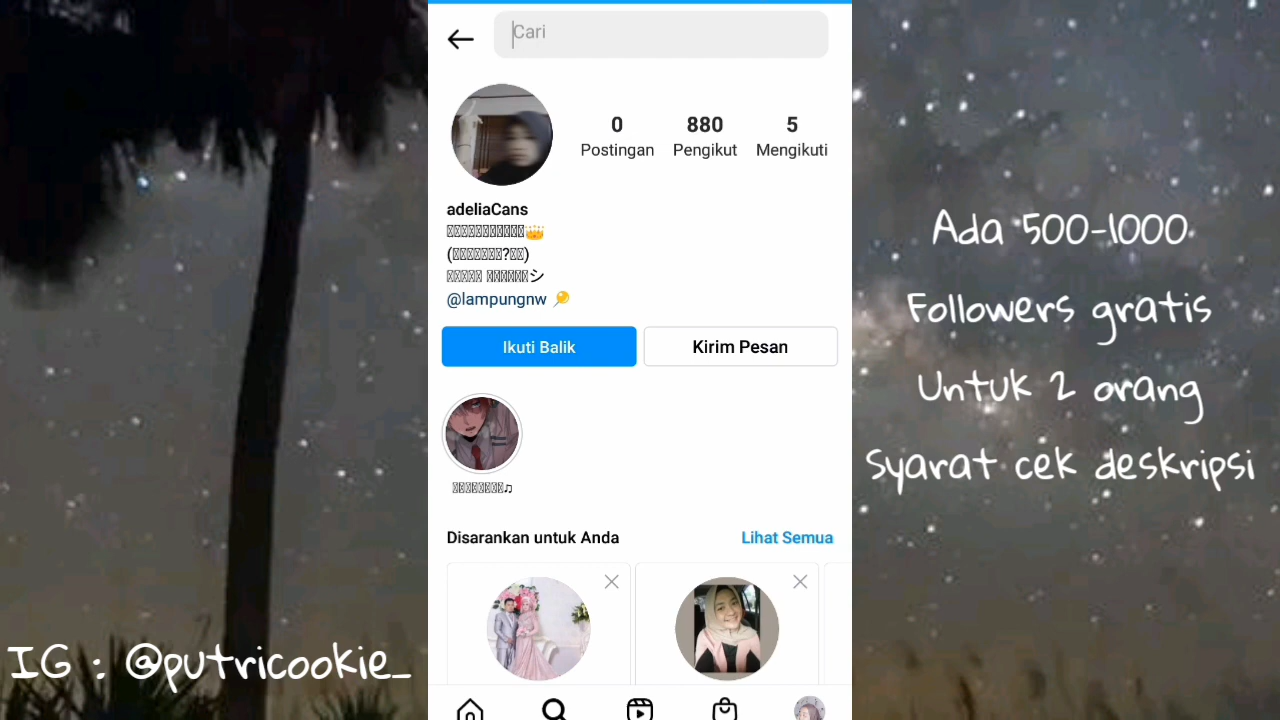 Cari
0 880 5
Postingan Pengikut Mengikuti
adeliaCans
👑
(?)
シ
@lampungnw
Ikuti Balik Kirim Pesan
♫
Disarankan untuk Anda Lihat Semua
Ada 500-1000
Followers gratis
Untuk 2 orang
Syarat cek deskripsi
IG : @putricookie_